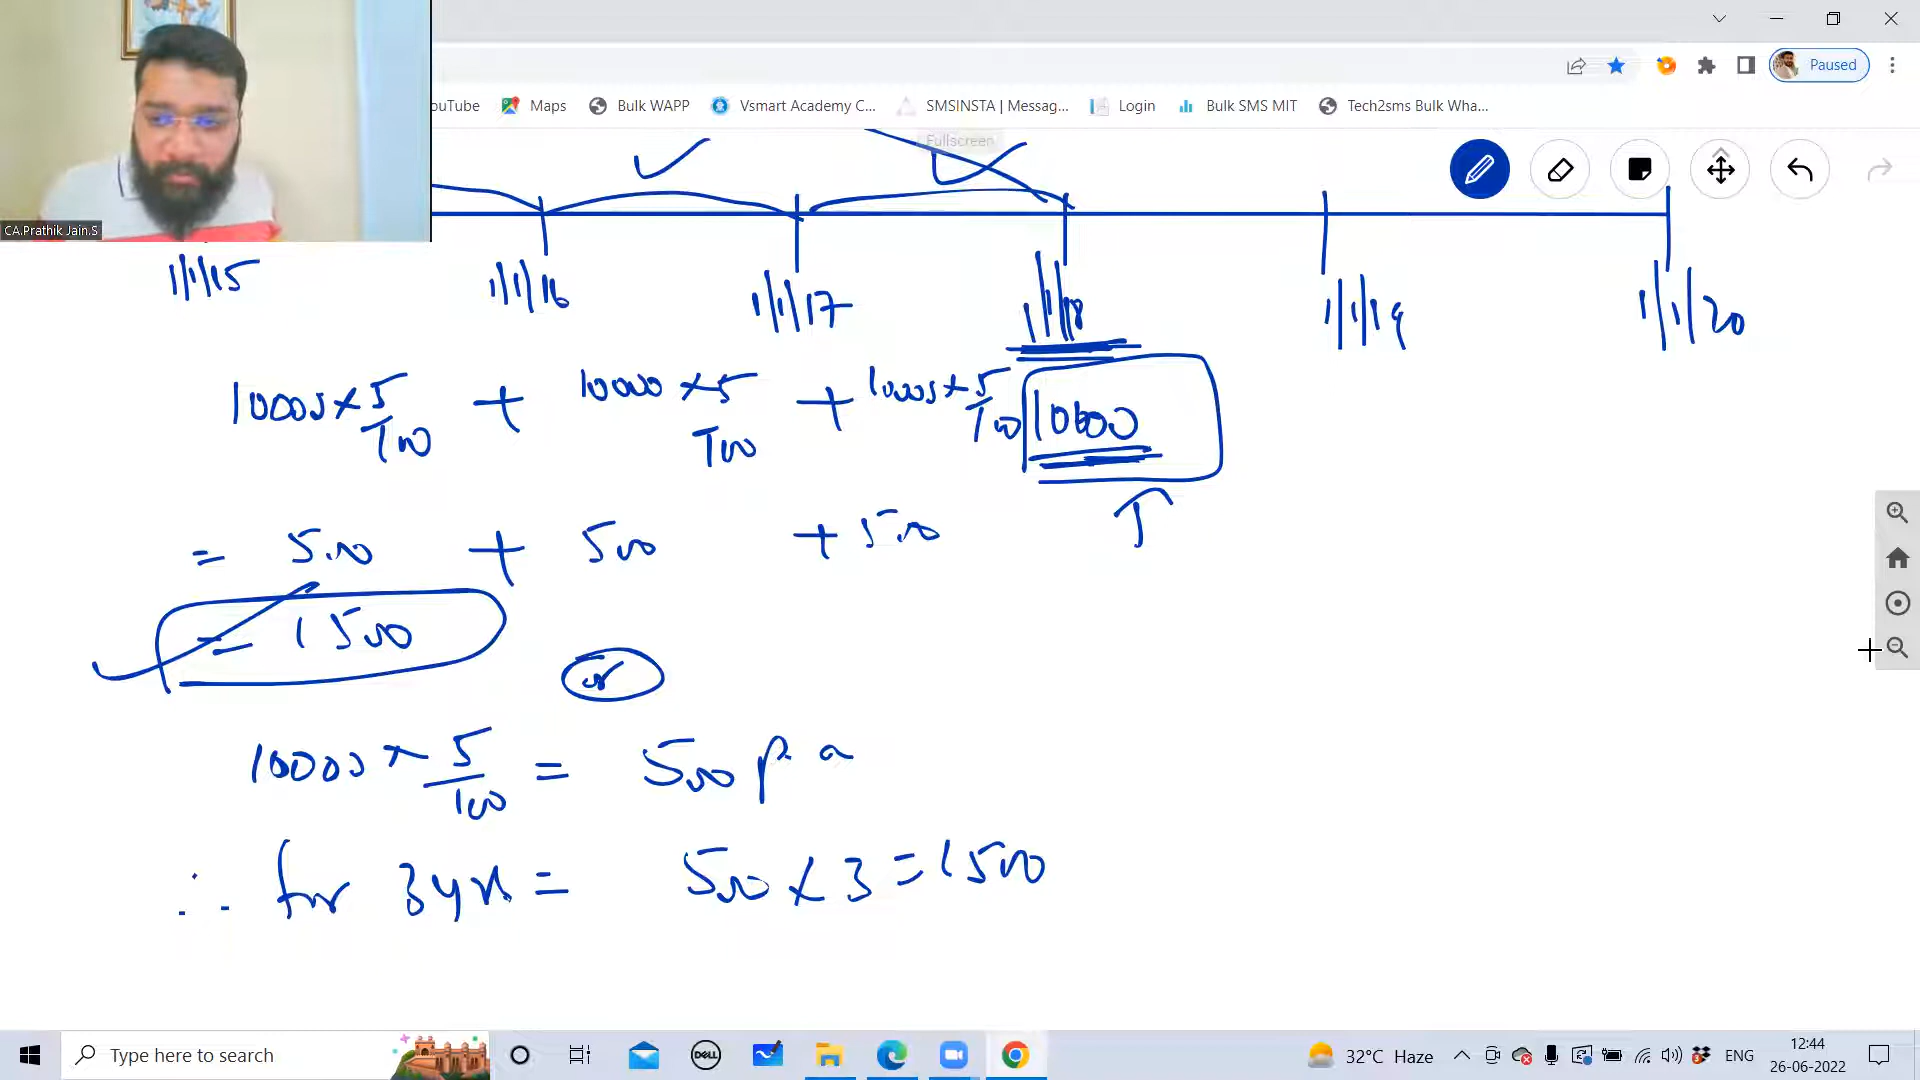 Paused
ouTube Maps Bulk WAPP Vsmart Academy C... SMSINSTA | Messag... Login Bulk SMS MIT Tech2sms Bulk Wha...
Fullscreen
CA.Prathik Jain.S
1/1/15 1/1/16 1/1/17 1/1/18 1/1/19 1/1/20
10000 × 5/100 + 10000 × 5/100 + 10000 × 5/100 10000
= 500 + 500 + 500
= 1500
or
10000 × 5/100 = 500 p.a
∴ for 3 yrs = 500 × 3 = 1500
Type here to search DELL 32°C Haze ENG 12:44
26-06-2022